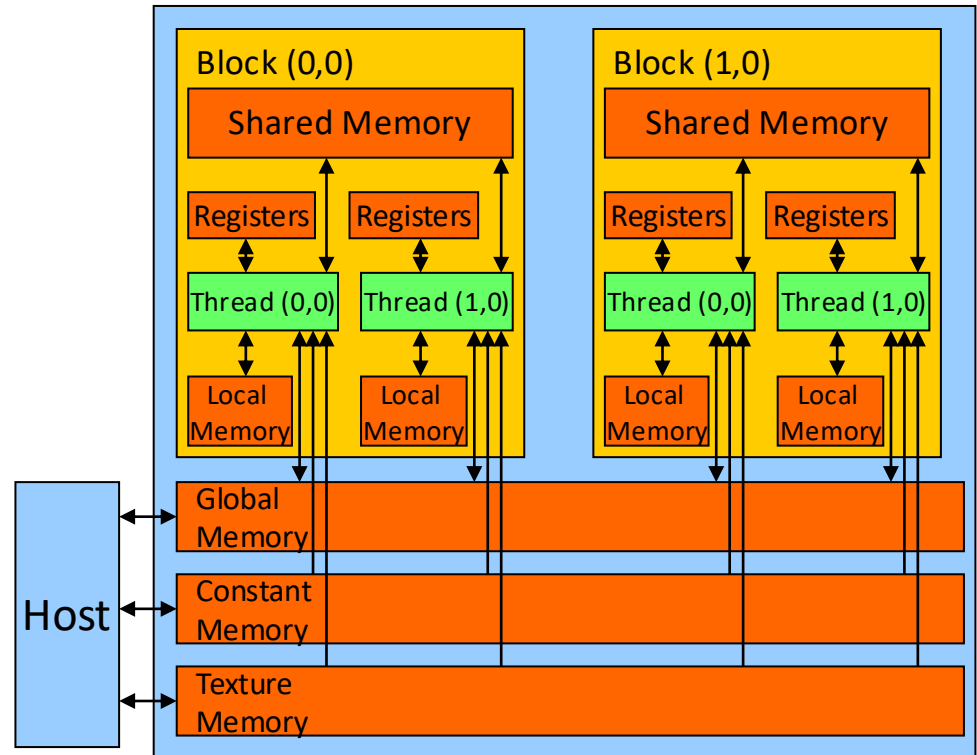 Block (0,0)
Shared Memory
Registers
Registers
Thread (0,0)
Thread (1,0)
Local
Memory
Local
Memory
Block (1,0)
Shared Memory
Registers
Registers
Thread (0,0)
Thread (1,0)
Local
Memory
Local
Memory
Host
Global
Memory
Constant
Memory
Texture
Memory